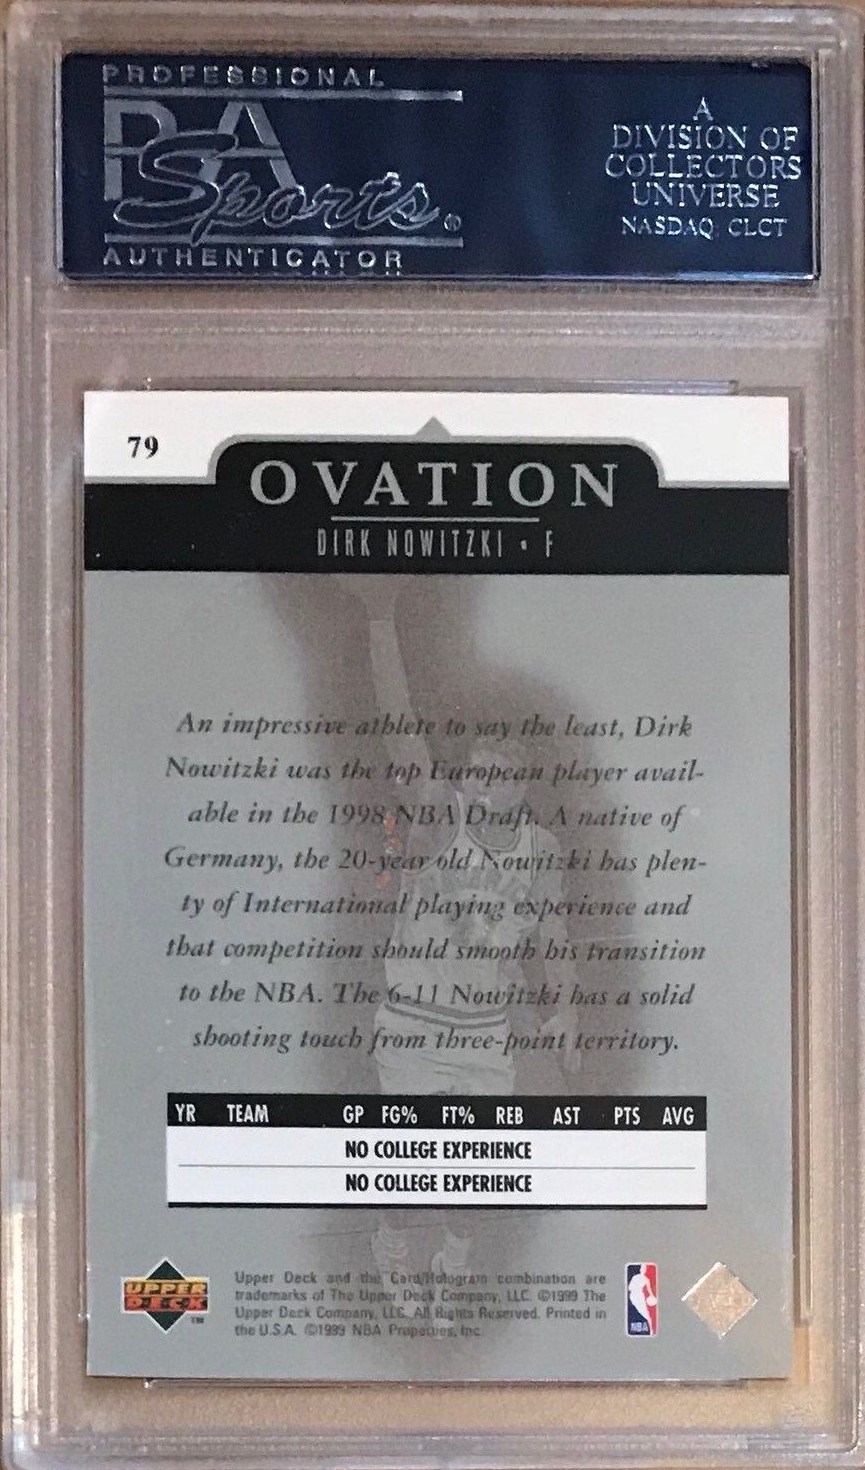 PROFESSIONAL
PSA
Sports®
AUTHENTICATOR
A
DIVISION OF
COLLECTORS
UNIVERSE
NASDAQ: CLCT
79
OVATION
DIRK NOWITZKI • F
An impressive athlete to say the least, Dirk
Nowitzki was the top European player avail-
able in the 1998 NBA Draft. A native of
Germany, the 20-year old Nowitzki has plen-
ty of International playing experience and
that competition should smooth his transition
to the NBA. The 6-11 Nowitzki has a solid
shooting touch from three-point territory.
YR TEAM GP FG% FT% REB AST PTS AVG
NO COLLEGE EXPERIENCE
NO COLLEGE EXPERIENCE
UPPER
DECK
™
Upper Deck and the Card/Hologram combination are
trademarks of The Upper Deck Company, LLC. ©1999 The
Upper Deck Company, LLC. All Rights Reserved. Printed in
the U.S.A. ©1999 NBA Properties, Inc.
NBA